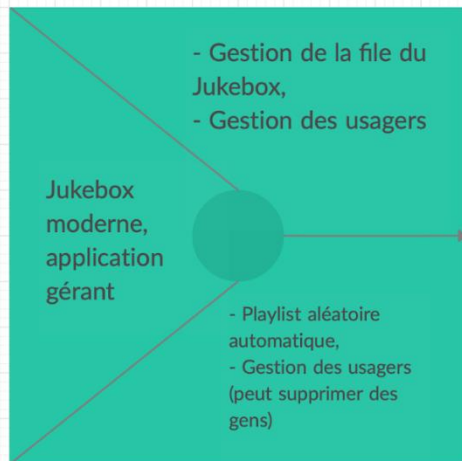 - Gestion de la file du
Jukebox,
- Gestion des usagers
Jukebox
moderne,
application
gérant
- Playlist aléatoire
automatique,
- Gestion des usagers
(peut supprimer des
gens)